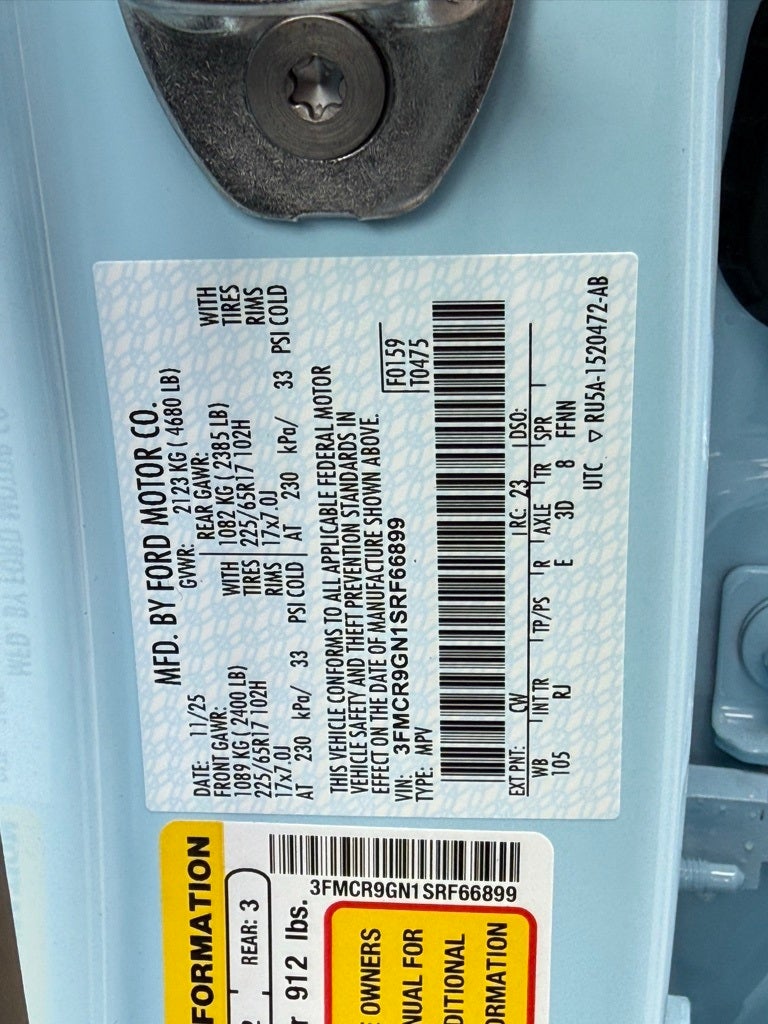 MFD. BY FORD MOTOR CO.
DATE: 11/25 GVWR: 2123 KG ( 4680 LB)
FRONT GAWR: REAR GAWR:
1089 KG ( 2400 LB) WITH 1082 KG ( 2385 LB) WITH
225/65R17 102H TIRES 225/65R17 102H TIRES
17x7.0J RIMS 17x7.0J RIMS
AT 230 kPa/ 33 PSI COLD AT 230 kPa/ 33 PSI COLD
THIS VEHICLE CONFORMS TO ALL APPLICABLE FEDERAL MOTOR
VEHICLE SAFETY AND THEFT PREVENTION STANDARDS IN
EFFECT ON THE DATE OF MANUFACTURE SHOWN ABOVE.
VIN: 3FMCR9GN1SRF66899 F0159
TYPE: MPV T0475
EXT PNT: CW RC: 23 DSO:
WB INT TR TP/PS R AXLE TR SPR
105 RJ E 3D 8 FFNN
UTC ▽ RU5A-1520472-AB
FORMATION
REAR: 3
912 lbs.
3FMCR9GN1SRF66899
OWNERS
NUAL FOR
DITIONAL
ORMATION